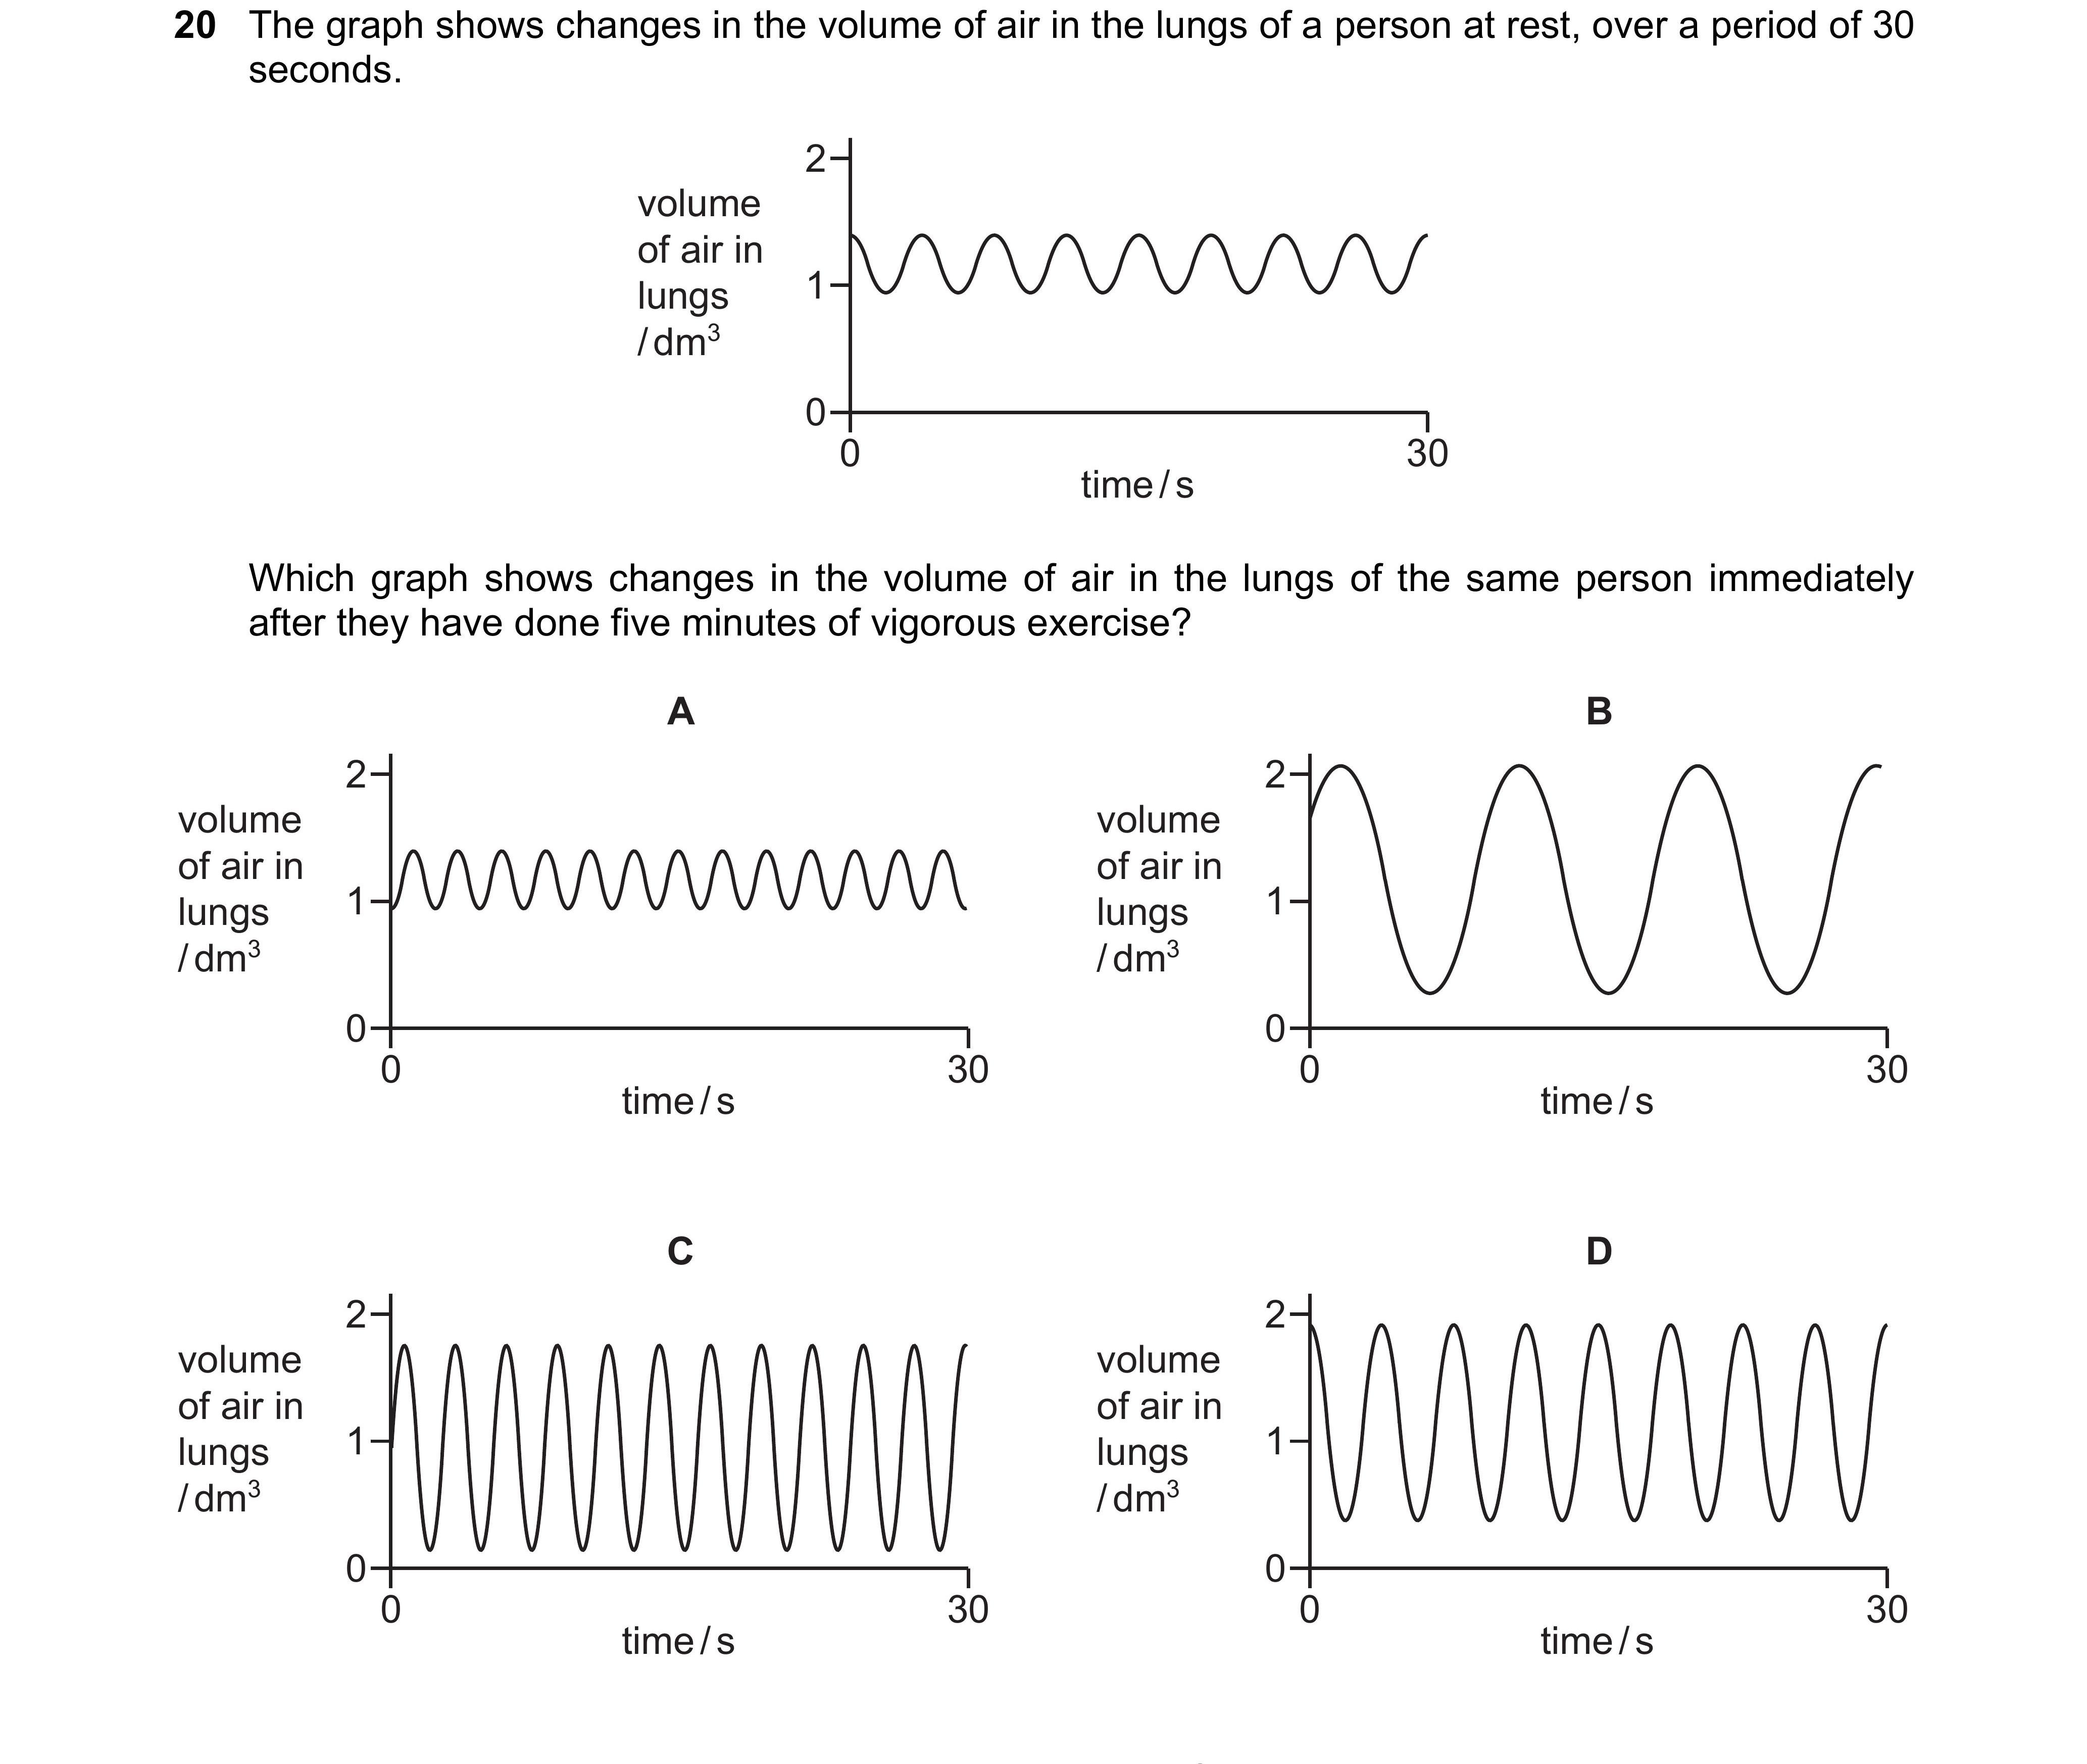 20 The graph shows changes in the volume of air in the lungs of a person at rest, over a period of 30
seconds.
2
volume
of air in
lungs
/ dm³
1
0
0
30
time / s
Which graph shows changes in the volume of air in the lungs of the same person immediately
after they have done five minutes of vigorous exercise?
A
2
volume
of air in
lungs
/ dm³
1
0
0
30
time / s
B
2
volume
of air in
lungs
/ dm³
1
0
0
30
time / s
C
2
volume
of air in
lungs
/ dm³
1
0
0
30
time / s
D
2
volume
of air in
lungs
/ dm³
1
0
0
30
time / s